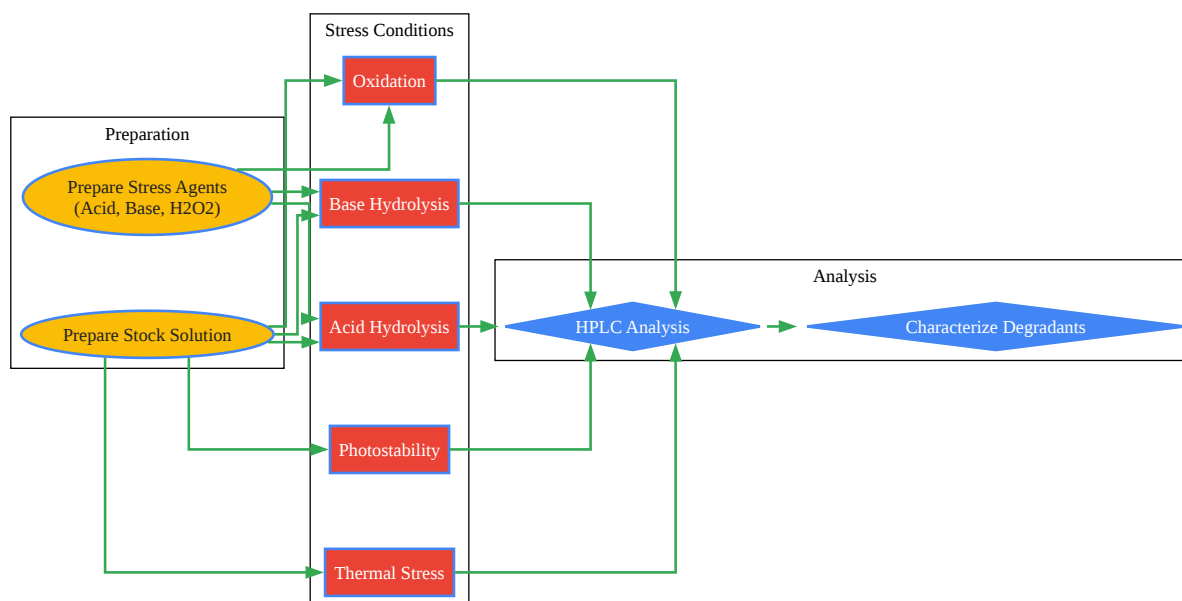 Stress Conditions
Oxidation
Preparation
Prepare Stress Agents
(Acid, Base, H2O2)
Base Hydrolysis
Analysis
Prepare Stock Solution
Acid Hydrolysis
HPLC Analysis
Characterize Degradants
Photostability
Thermal Stress